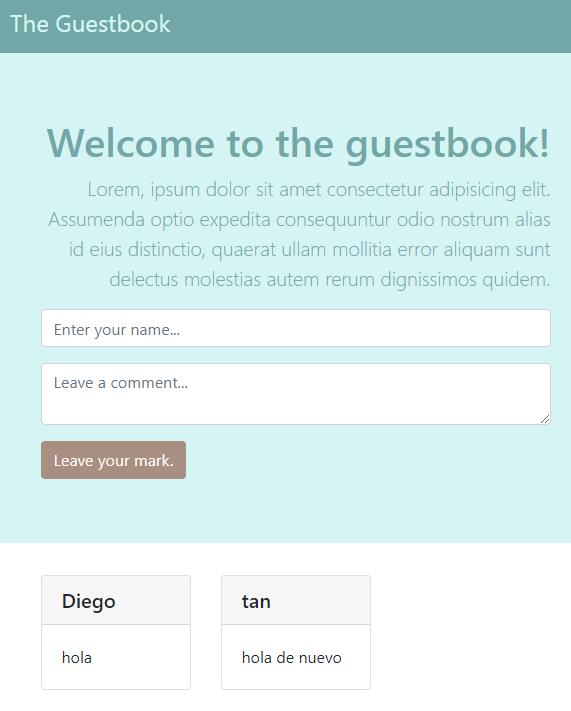 The Guestbook
Welcome to the guestbook!
Lorem, ipsum dolor sit amet consectetur adipisicing elit.
Assumenda optio expedita consequuntur odio nostrum alias
id eius distinctio, quaerat ullam mollitia error aliquam sunt
delectus molestias autem rerum dignissimos quidem.
Enter your name...
Leave a comment...
Leave your mark.
Diego
hola
tan
hola de nuevo